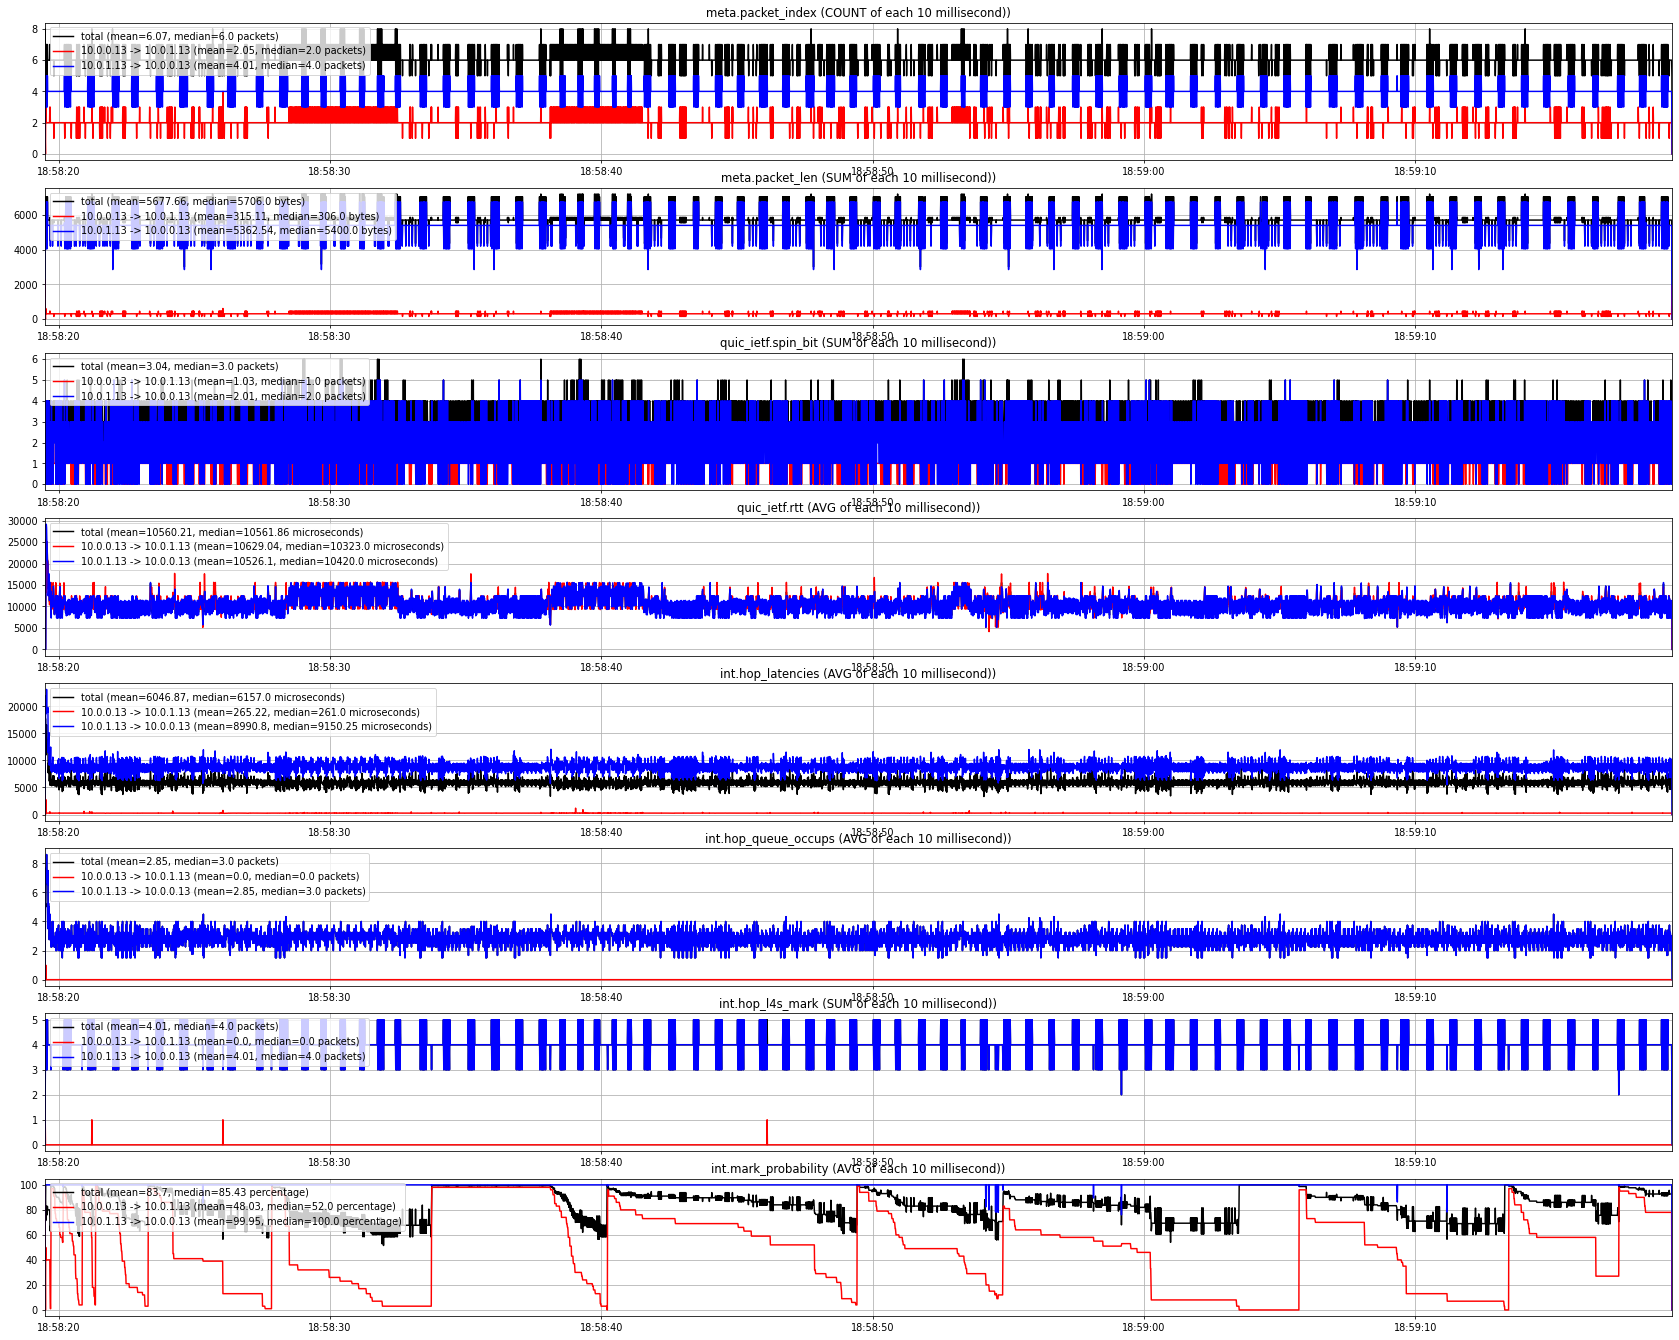 meta.packet_index (COUNT of each 10 millisecond))
8
6
4
2
0
total (mean=6.07, median=6.0 packets)
10.0.0.13 -> 10.0.1.13 (mean=2.05, median=2.0 packets)
10.0.1.13 -> 10.0.0.13 (mean=4.01, median=4.0 packets)
18:58:20 18:58:30 18:58:40 18:58:50 18:59:00 18:59:10
meta.packet_len (SUM of each 10 millisecond))
6000
4000
2000
0
total (mean=5677.66, median=5706.0 bytes)
10.0.0.13 -> 10.0.1.13 (mean=315.11, median=306.0 bytes)
10.0.1.13 -> 10.0.0.13 (mean=5362.54, median=5400.0 bytes)
18:58:20 18:58:30 18:58:40 18:58:50 18:59:00 18:59:10
quic_ietf.spin_bit (SUM of each 10 millisecond))
6
5
4
3
2
1
0
total (mean=3.04, median=3.0 packets)
10.0.0.13 -> 10.0.1.13 (mean=1.03, median=1.0 packets)
10.0.1.13 -> 10.0.0.13 (mean=2.01, median=2.0 packets)
18:58:20 18:58:30 18:58:40 18:58:50 18:59:00 18:59:10
quic_ietf.rtt (AVG of each 10 millisecond))
30000
25000
20000
15000
10000
5000
0
total (mean=10560.21, median=10561.86 microseconds)
10.0.0.13 -> 10.0.1.13 (mean=10629.04, median=10323.0 microseconds)
10.0.1.13 -> 10.0.0.13 (mean=10526.1, median=10420.0 microseconds)
18:58:20 18:58:30 18:58:40 18:58:50 18:59:00 18:59:10
int.hop_latencies (AVG of each 10 millisecond))
20000
15000
10000
5000
0
total (mean=6046.87, median=6157.0 microseconds)
10.0.0.13 -> 10.0.1.13 (mean=265.22, median=261.0 microseconds)
10.0.1.13 -> 10.0.0.13 (mean=8990.8, median=9150.25 microseconds)
18:58:20 18:58:30 18:58:40 18:58:50 18:59:00 18:59:10
int.hop_queue_occups (AVG of each 10 millisecond))
8
6
4
2
0
total (mean=2.85, median=3.0 packets)
10.0.0.13 -> 10.0.1.13 (mean=0.0, median=0.0 packets)
10.0.1.13 -> 10.0.0.13 (mean=2.85, median=3.0 packets)
18:58:20 18:58:30 18:58:40 18:58:50 18:59:00 18:59:10
int.hop_l4s_mark (SUM of each 10 millisecond))
5
4
3
2
1
0
total (mean=4.01, median=4.0 packets)
10.0.0.13 -> 10.0.1.13 (mean=0.0, median=0.0 packets)
10.0.1.13 -> 10.0.0.13 (mean=4.01, median=4.0 packets)
18:58:20 18:58:30 18:58:40 18:58:50 18:59:00 18:59:10
int.mark_probability (AVG of each 10 millisecond))
100
80
60
40
20
0
total (mean=83.7, median=85.43 percentage)
10.0.0.13 -> 10.0.1.13 (mean=48.03, median=52.0 percentage)
10.0.1.13 -> 10.0.0.13 (mean=99.95, median=100.0 percentage)
18:58:20 18:58:30 18:58:40 18:58:50 18:59:00 18:59:10